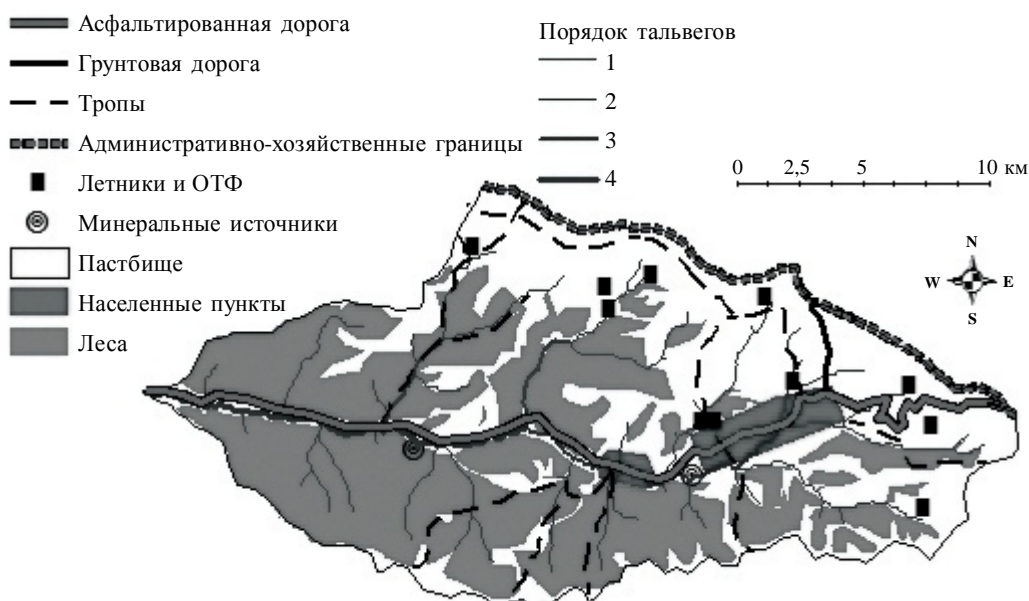 Асфальтированная дорога
Грунтовая дорога
Тропы
Административно-хозяйственные границы
Летники и ОТФ
Минеральные источники
Пастбище
Населенные пункты
Леса
Порядок тальвегов
1
2
3
4
0 2,5 5 10 км
N
W E
S